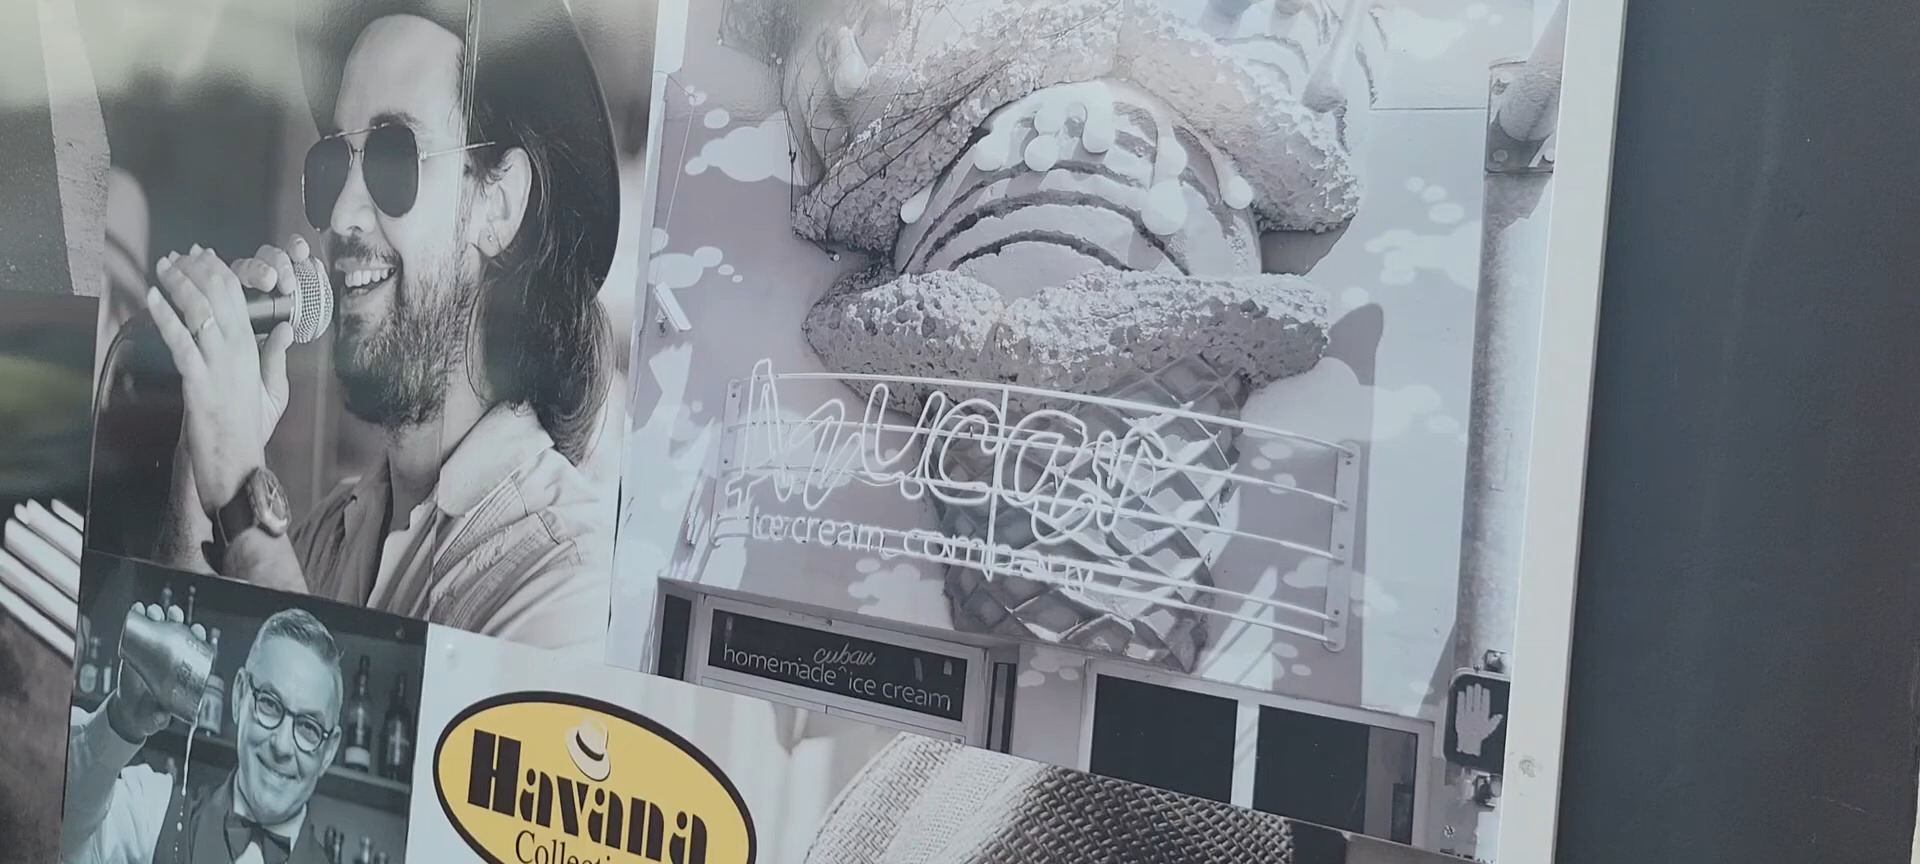 Azucar
Ice cream company
cuban
homemade^ice cream
Havana